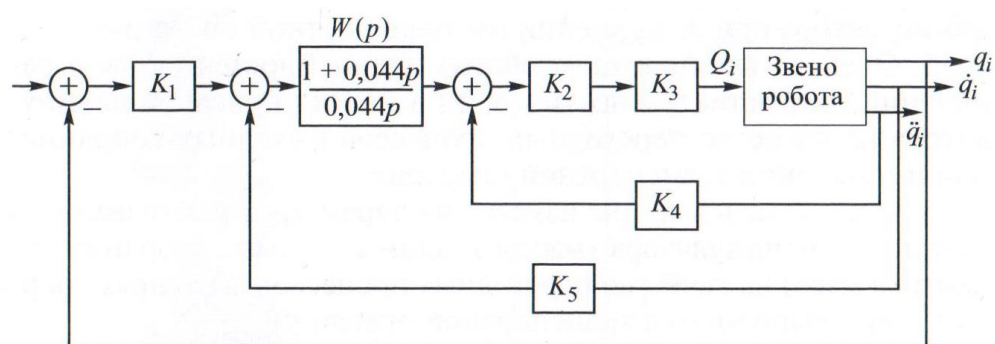 W(p)
1 + 0,044p
0,044p
K₁
K₂
K₃
Qᵢ
Звено
робота
qᵢ
q̇ᵢ
q̈ᵢ
K₄
K₅